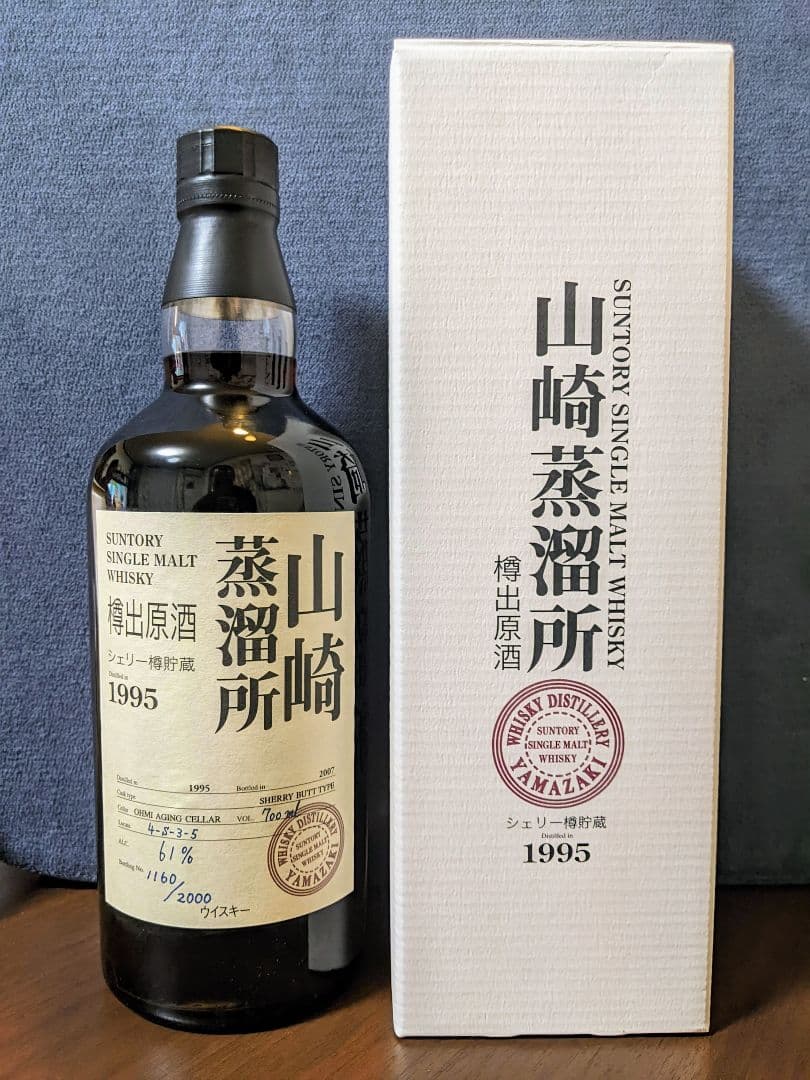 SUNTORY
SINGLE MALT
WHISKY
山崎
蒸溜所
樽出原酒
シェリー樽貯蔵
Distilled in
1995
Distilled in 1995 Bottled in 2007
Cask type SHERRY BUTT TYPE
Cellar OHMI AGING CELLAR VOL. 700ml
Locate 4-S-3-5
ALC. 61%
Bottling No. 1160/2000
WHISKY DISTILLERY
SUNTORY
SINGLE MALT
WHISKY
YAMAZAKI
ウイスキー
SUNTORY SINGLE MALT WHISKY
山崎蒸溜所
樽出原酒
WHISKY DISTILLERY
SUNTORY
SINGLE MALT
WHISKY
YAMAZAKI
シェリー樽貯蔵
Distilled in
1995